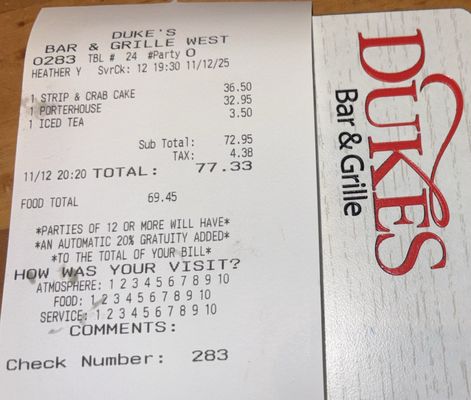 DUKE'S
BAR & GRILLE WEST
0283 TBL # 24 #Party 0
HEATHER Y SvrCk: 12 19:30 11/12/25
1 STRIP & CRAB CAKE 36.50
1 PORTERHOUSE 32.95
1 ICED TEA 3.50
Sub Total: 72.95
TAX: 4.38
11/12 20:20 TOTAL: 77.33
FOOD TOTAL 69.45
*PARTIES OF 12 OR MORE WILL HAVE*
*AN AUTOMATIC 20% GRATUITY ADDED*
*TO THE TOTAL OF YOUR BILL*
HOW WAS YOUR VISIT?
ATMOSPHERE: 1 2 3 4 5 6 7 8 9 10
FOOD: 1 2 3 4 5 6 7 8 9 10
SERVICE: 1 2 3 4 5 6 7 8 9 10
COMMENTS:
Check Number: 283
DUKES
Bar & Grille